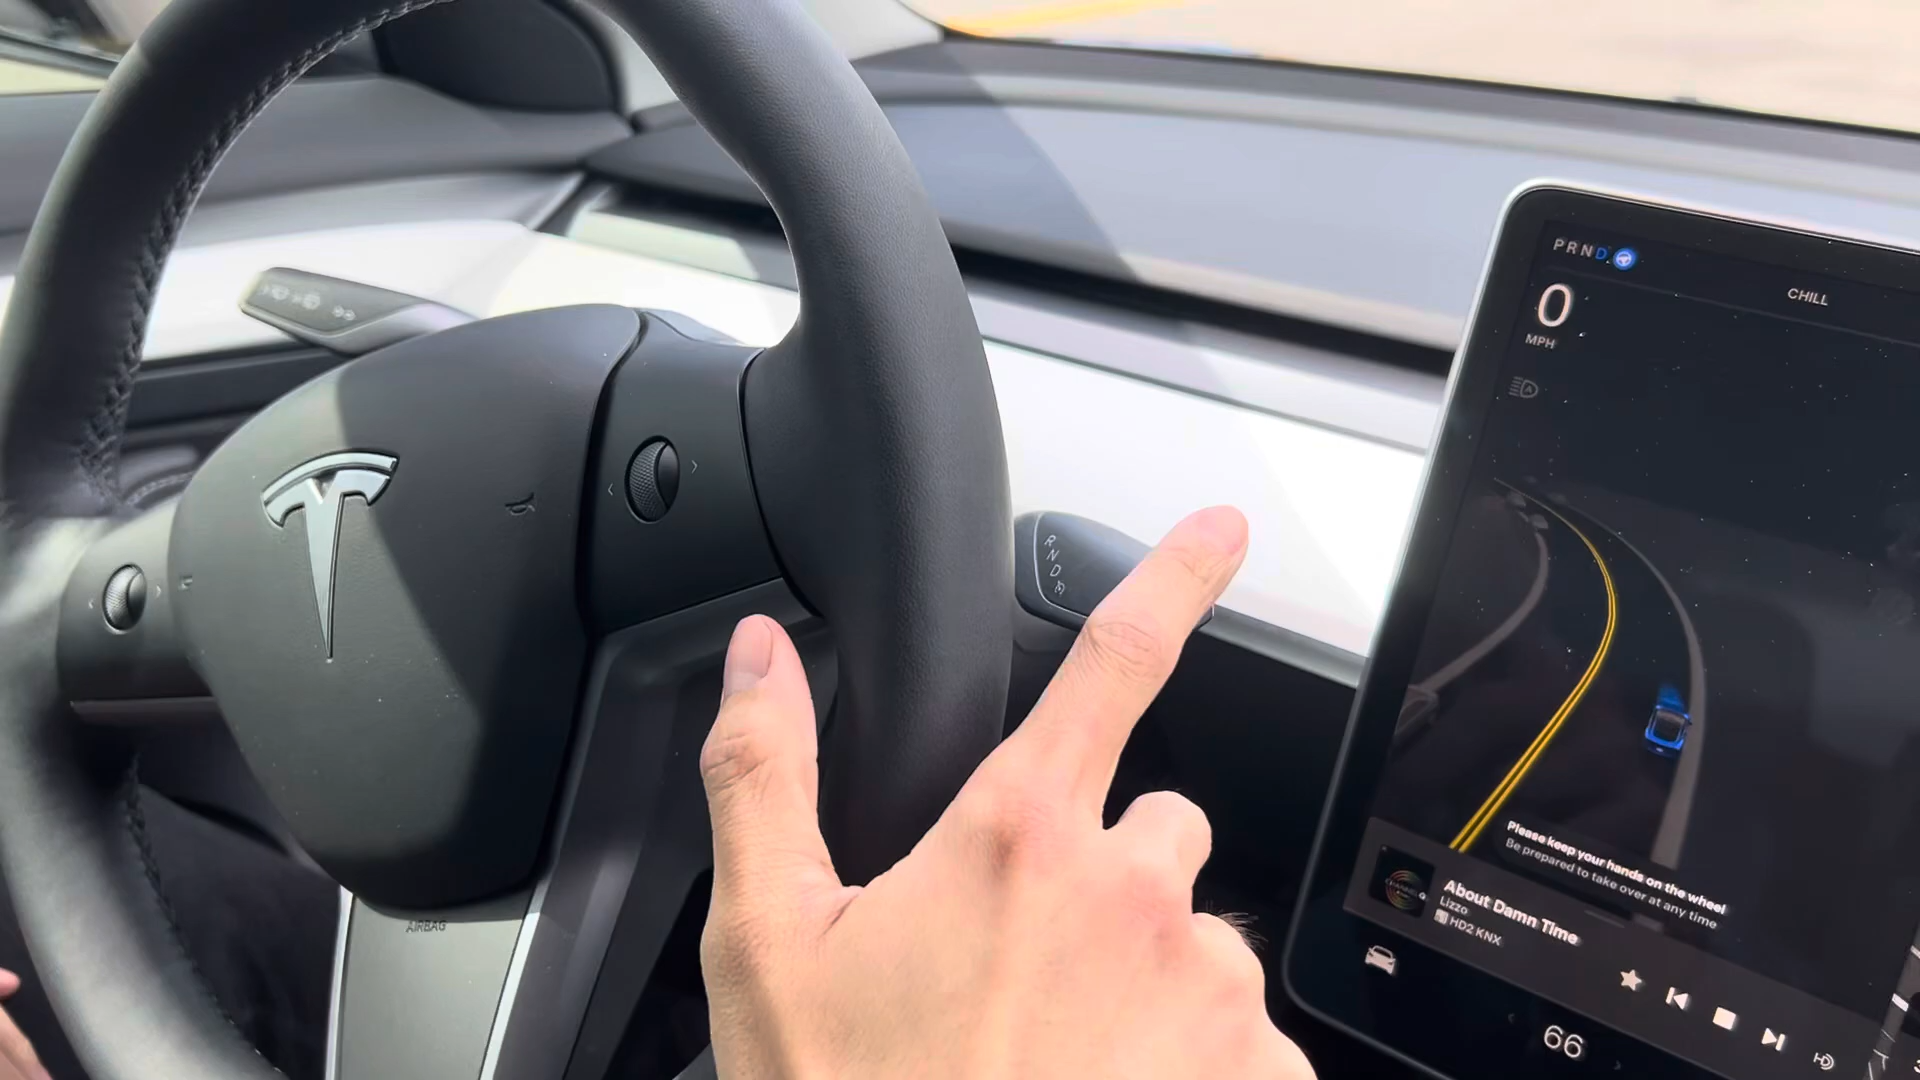 R
N
D
AIRBAG
PRND
CHILL
0
MPH
A
Please keep your hands on the wheel
Be prepared to take over at any time
About Damn Time
Lizzo
HD2 KNX
66